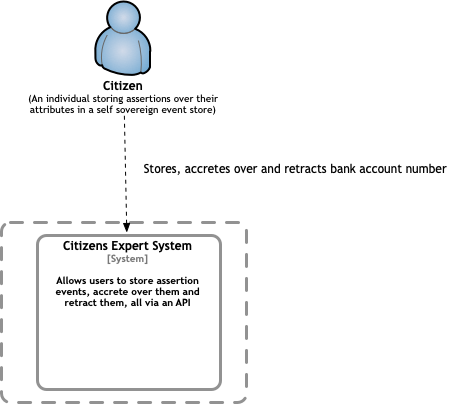 Citizen
(An individual storing assertions over their
attributes in a self sovereign event store)
Stores, accretes over and retracts bank account number
Citizens Expert System
[System]
Allows users to store assertion
events, accrete over them and
retract them, all via an API